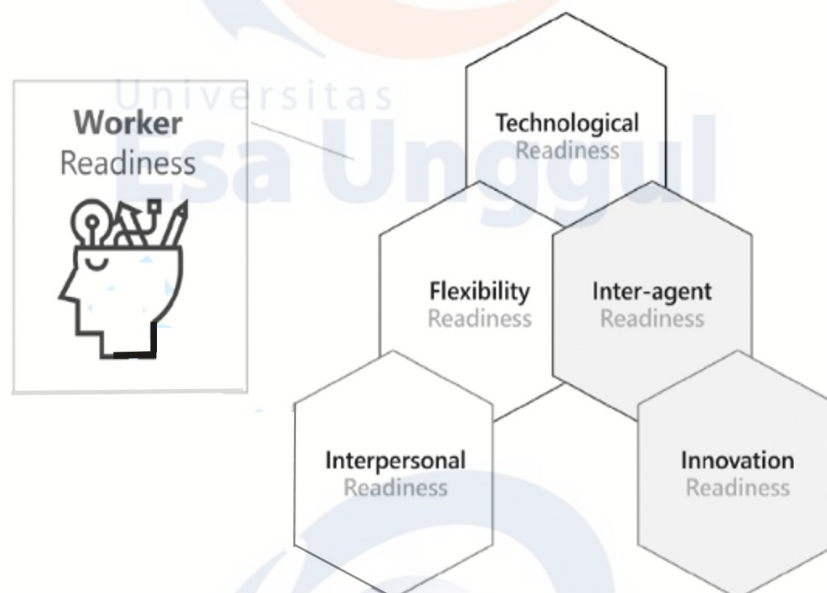 Universitas
Esa Unggul
Worker
Readiness
Technological
Readiness
Flexibility
Readiness
Inter-agent
Readiness
Interpersonal
Readiness
Innovation
Readiness